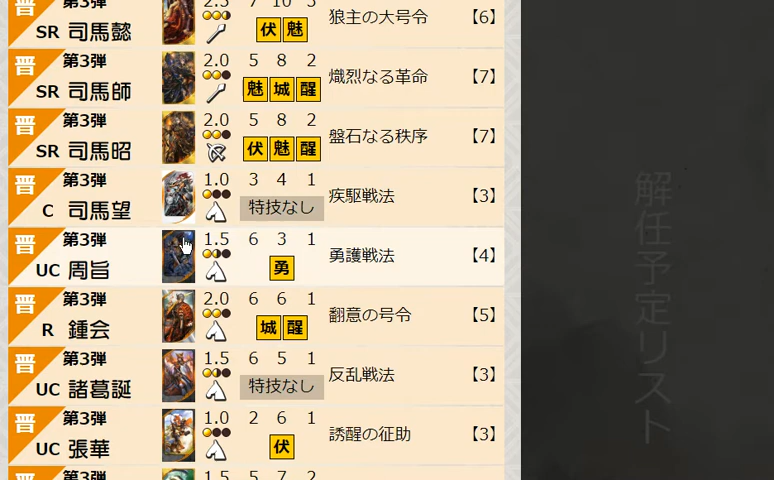 晋 第3弾 2.5 7 10 3
SR 司馬懿 伏 魅 狼主の大号令 【6】
晋 第3弾 2.0 5 8 2
SR 司馬師 魅 城 醒 熾烈なる革命 【7】
晋 第3弾 2.0 5 8 2
SR 司馬昭 伏 魅 醒 盤石なる秩序 【7】
晋 第3弾 1.0 3 4 1
C 司馬望 特技なし 疾駆戦法 【3】
晋 第3弾 1.5 6 3 1
UC 周旨 勇 勇護戦法 【4】
晋 第3弾 2.0 6 6 1
R 鍾会 城 醒 翻意の号令 【5】
晋 第3弾 1.5 6 5 1
UC 諸葛誕 特技なし 反乱戦法 【3】
晋 第3弾 1.0 2 6 1
UC 張華 伏 誘醒の征助 【3】
晋 第3弾 1.5 5 7 2
解任予定リスト